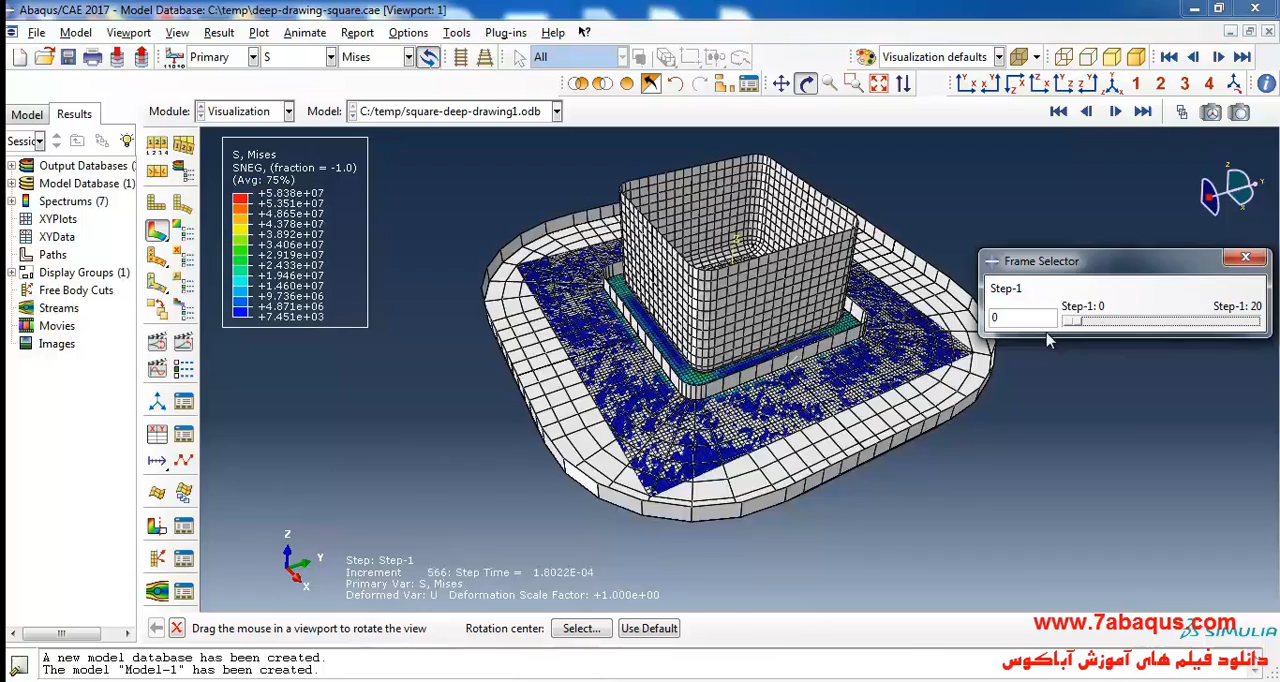 Abaqus/CAE 2017 - Model Database: C:\temp\deep-drawing-square.cae [Viewport: 1]
File Model Viewport View Result Plot Animate Report Options Tools Plug-ins Help
Primary S Mises All Visualization defaults
1 2 3 4
Model Results Module: Visualization Model: C:/temp/square-deep-drawing1.odb
Sessi
Output Databases (
Model Database (1)
Spectrums (7)
XYPlots
XYData
Paths
Display Groups (1)
Free Body Cuts
Streams
Movies
Images
S, Mises
SNEG, (fraction = -1.0)
(Avg: 75%)
+5.838e+07
+5.351e+07
+4.865e+07
+4.378e+07
+3.892e+07
+3.406e+07
+2.919e+07
+2.433e+07
+1.946e+07
+1.460e+07
+9.736e+06
+4.871e+06
+7.451e+03
Z
Y
X
Frame Selector
Step-1
Step-1: 0 Step-1: 20
0
Z
Y
X
Step: Step-1
Increment 566: Step Time = 1.8022E-04
Primary Var: S, Mises
Deformed Var: U Deformation Scale Factor: +1.000e+00
Drag the mouse in a viewport to rotate the view Rotation center: Select... Use Default
www.7abaqus.com
SIMULIA
A new model database has been created.
The model "Model-1" has been created.
دانلود فیلم های آموزش آباکوس